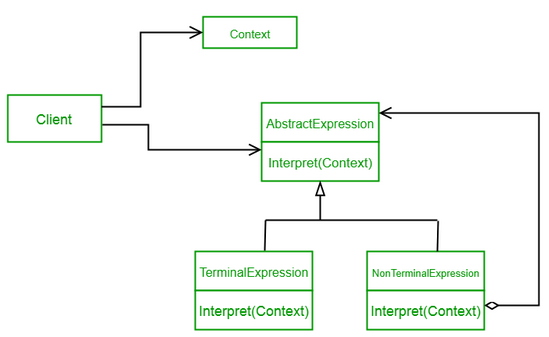 Context
Client
AbstractExpression
Interpret(Context)
TerminalExpression
Interpret(Context)
NonTerminalExpression
Interpret(Context)